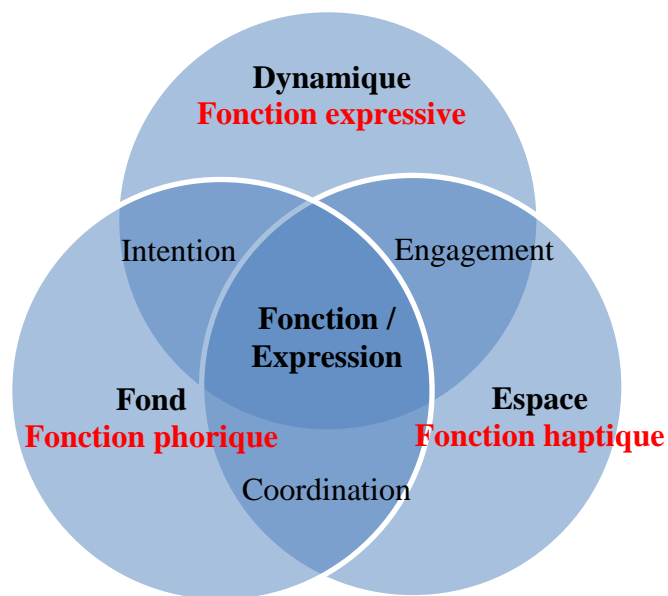 Dynamique
Fonction expressive
Intention
Engagement
Fonction /
Expression
Fond
Fonction phorique
Espace
Fonction haptique
Coordination